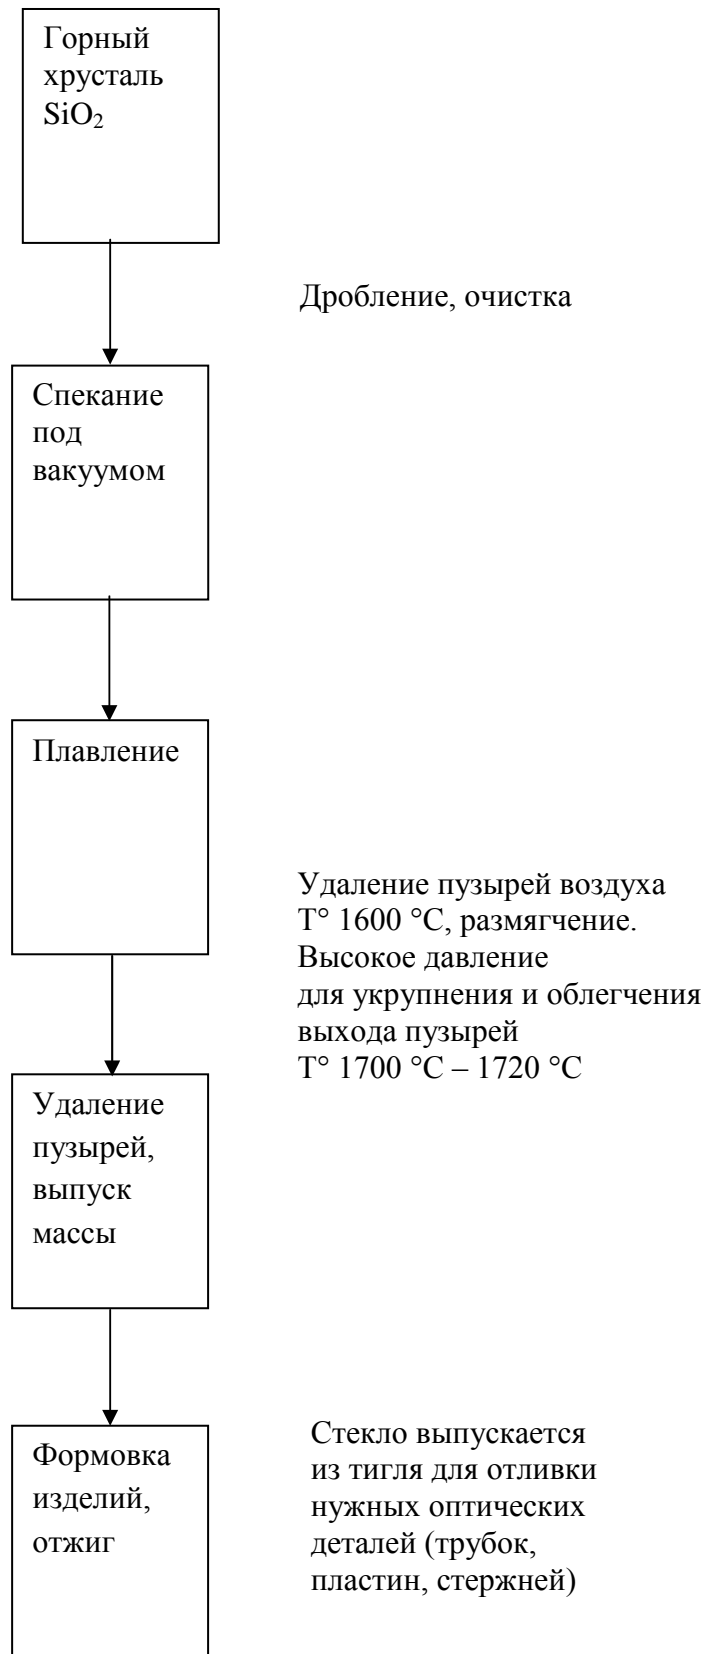 Горный
хрусталь
SiO₂
Дробление, очистка
Спекание
под
вакуумом
Плавление
Удаление пузырей воздуха
Т° 1600 °С, размягчение.
Высокое давление
для укрупнения и облегчения
выхода пузырей
Т° 1700 °С – 1720 °С
Удаление
пузырей,
выпуск
массы
Формовка
изделий,
отжиг
Стекло выпускается
из тигля для отливки
нужных оптических
деталей (трубок,
пластин, стержней)